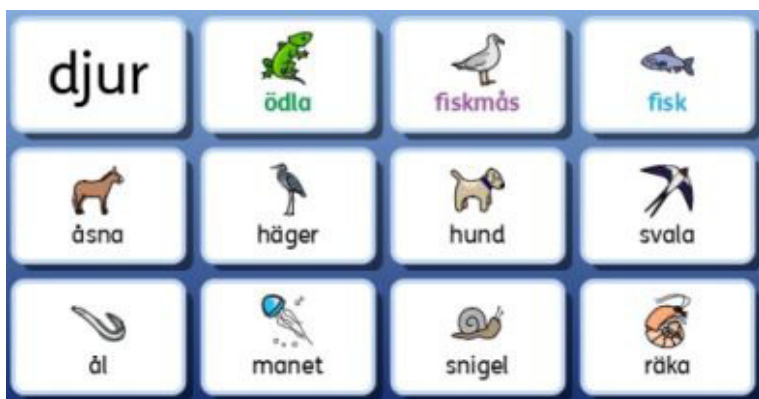 djur
ödla
fiskmås
fisk
åsna
häger
hund
svala
ål
manet
snigel
räka